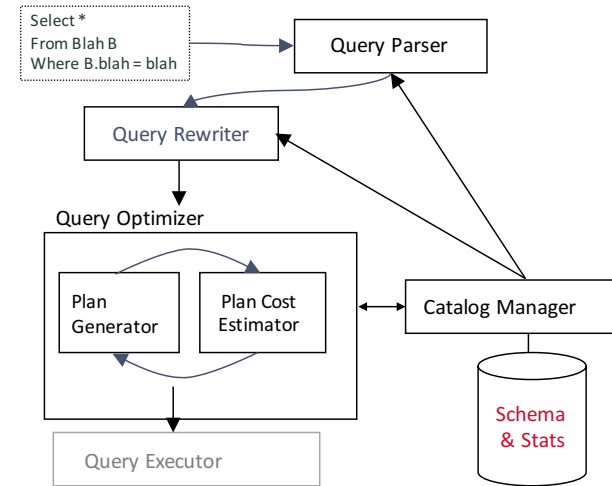 Select *
From Blah B
Where B.blah = blah
Query Parser
Query Rewriter
Query Optimizer
Plan
Generator
Plan Cost
Estimator
Catalog Manager
Schema
& Stats
Query Executor